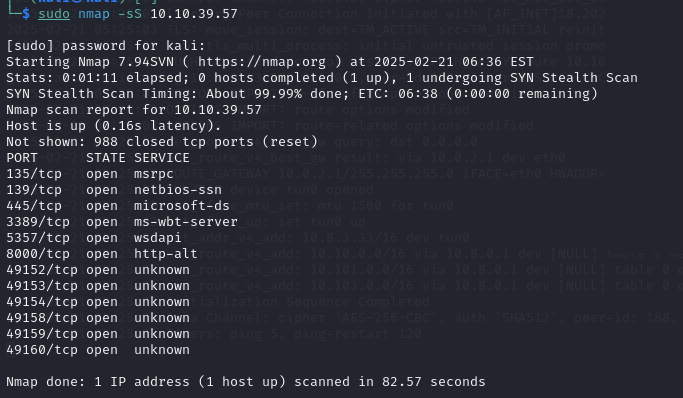 └─$ sudo nmap -sS 10.10.39.57
[sudo] password for kali:
Starting Nmap 7.94SVN ( https://nmap.org ) at 2025-02-21 06:36 EST
Stats: 0:01:11 elapsed; 0 hosts completed (1 up), 1 undergoing SYN Stealth Scan
SYN Stealth Scan Timing: About 99.99% done; ETC: 06:38 (0:00:00 remaining)
Nmap scan report for 10.10.39.57
Host is up (0.16s latency).
Not shown: 988 closed tcp ports (reset)
PORT STATE SERVICE
135/tcp open msrpc
139/tcp open netbios-ssn
445/tcp open microsoft-ds
3389/tcp open ms-wbt-server
5357/tcp open wsdapi
8000/tcp open http-alt
49152/tcp open unknown
49153/tcp open unknown
49154/tcp open unknown
49158/tcp open unknown
49159/tcp open unknown
49160/tcp open unknown
Nmap done: 1 IP address (1 host up) scanned in 82.57 seconds